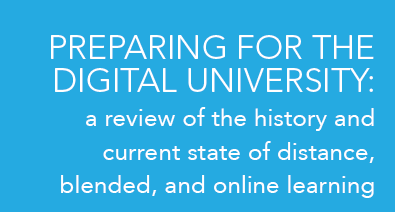 PREPARING FOR THE
DIGITAL UNIVERSITY:
a review of the history and
current state of distance,
blended, and online learning